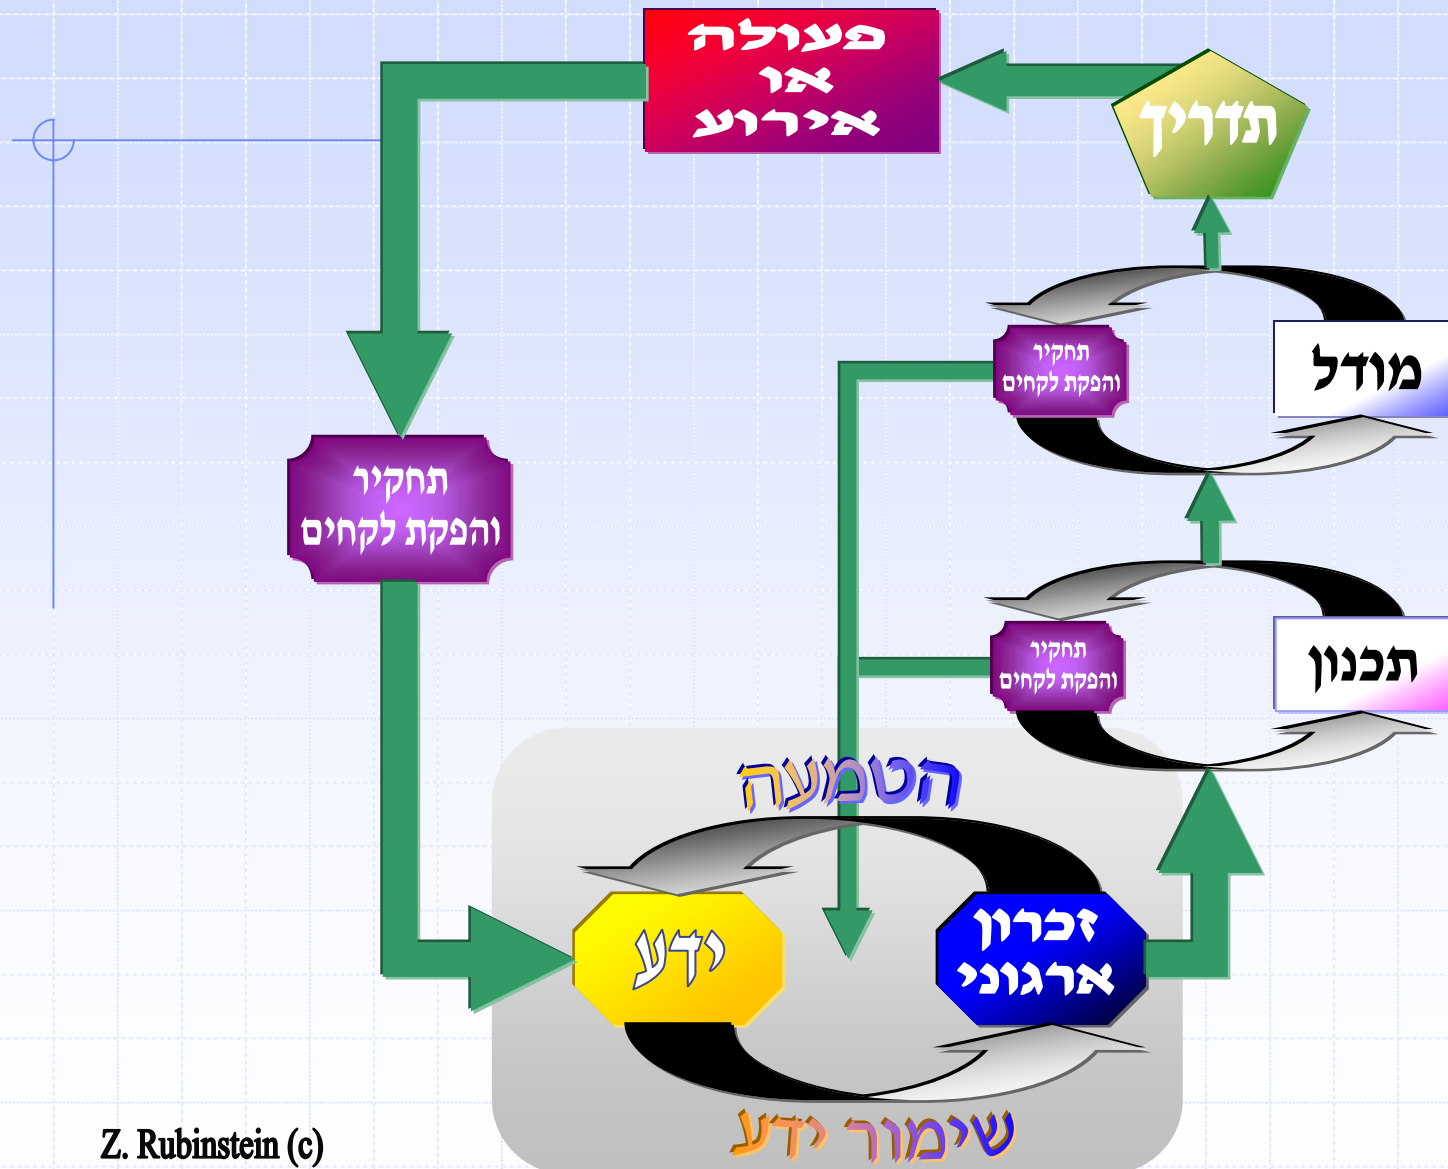 פעולה
או
אירוע
תדריך
תחקיר
והפקת לקחים
מודל
תחקיר
והפקת לקחים
תחקיר
והפקת לקחים
תכנון
הטמעה
זכרון
ארגוני
ידע
שימור ידע
Z. Rubinstein (c)